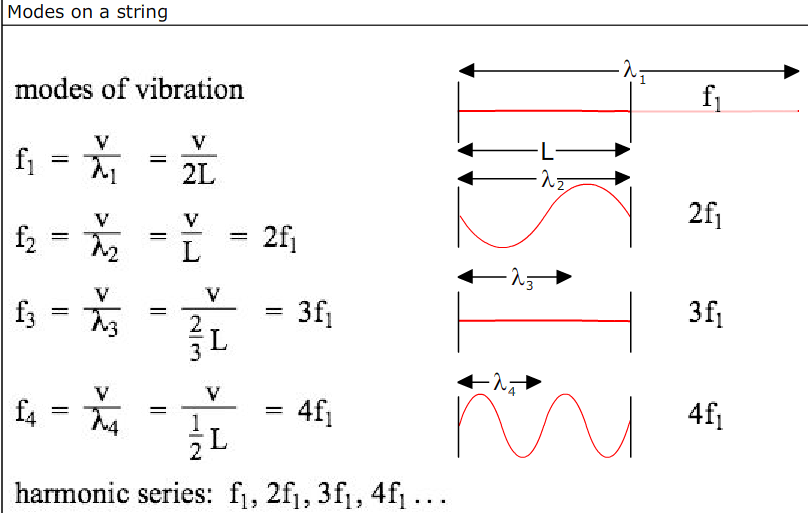 Modes on a string
modes of vibration
f₁ = v/λ₁ = v/2L
f₂ = v/λ₂ = v/L = 2f₁
f₃ = v/λ₃ = v/(2/3 L) = 3f₁
f₄ = v/λ₄ = v/(1/2 L) = 4f₁
harmonic series: f₁, 2f₁, 3f₁, 4f₁ ...
λ₁
f₁
L
λ₂
2f₁
λ₃
3f₁
λ₄
4f₁